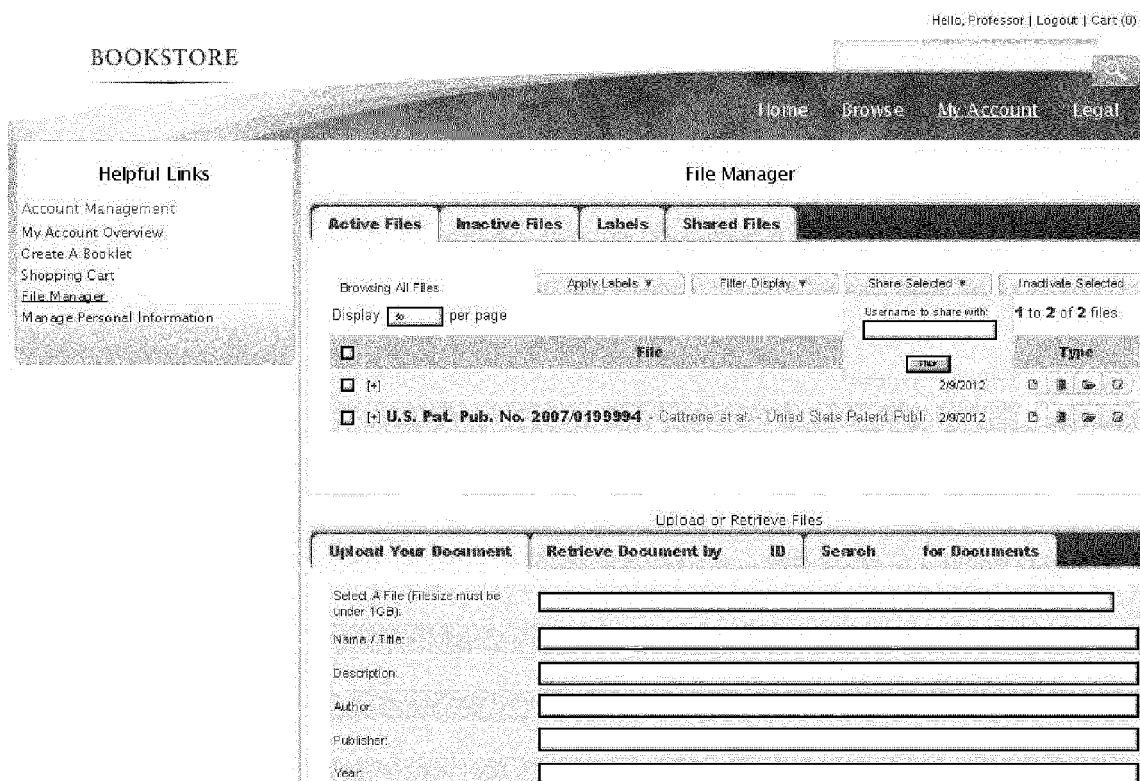 Hello, Professor | Logout | Cart (0)
BOOKSTORE
Home Browse My Account Legal
Helpful Links
Account Management
My Account Overview
Create A Booklet
Shopping Cart
File Manager
Manage Personal Information
File Manager
Active Files Inactive Files Labels Shared Files
Browsing All Files: Apply Labels ▼ Filter Display ▼ Share Selected ▼ Inactivate Selected
Display per page Username to share with: 1 to 2 of 2 files
File Type
[+] 2/9/2012
[+] U.S. Pat. Pub. No. 2007/0199994 - Cattrone et al. - Unied State Patent Publi 2/9/2012
Upload or Retrieve Files
Upload Your Document Retrieve Document by ID Search for Documents
Select A File (Filesize must be
under 1GB):
Name / Title:
Description:
Author:
Publisher:
Year: